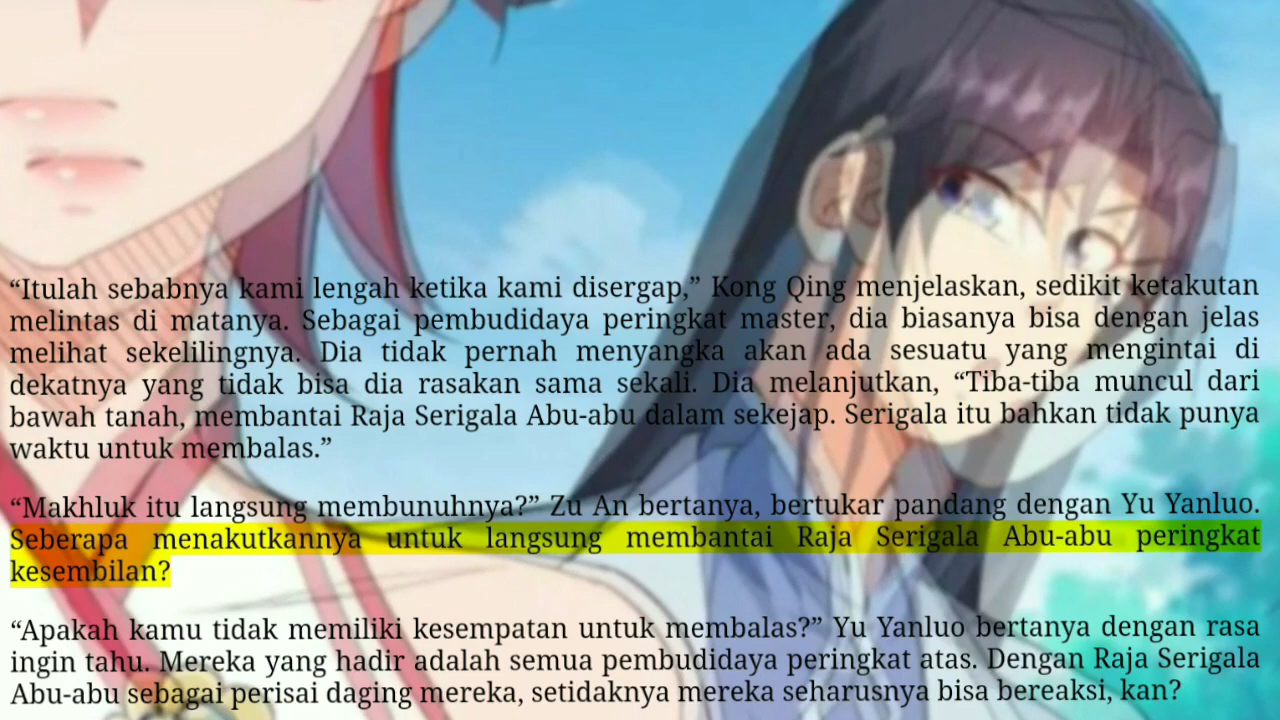 “Itulah sebabnya kami lengah ketika kami disergap,” Kong Qing menjelaskan, sedikit ketakutan
melintas di matanya. Sebagai pembudidaya peringkat master, dia biasanya bisa dengan jelas
melihat sekelilingnya. Dia tidak pernah menyangka akan ada sesuatu yang mengintai di
dekatnya yang tidak bisa dia rasakan sama sekali. Dia melanjutkan, “Tiba-tiba muncul dari
bawah tanah, membantai Raja Serigala Abu-abu dalam sekejap. Serigala itu bahkan tidak punya
waktu untuk membalas.”
“Makhluk itu langsung membunuhnya?” Zu An bertanya, bertukar pandang dengan Yu Yanluo.
Seberapa menakutkannya untuk langsung membantai Raja Serigala Abu-abu peringkat
kesembilan?
“Apakah kamu tidak memiliki kesempatan untuk membalas?” Yu Yanluo bertanya dengan rasa
ingin tahu. Mereka yang hadir adalah semua pembudidaya peringkat atas. Dengan Raja Serigala
Abu-abu sebagai perisai daging mereka, setidaknya mereka seharusnya bisa bereaksi, kan?